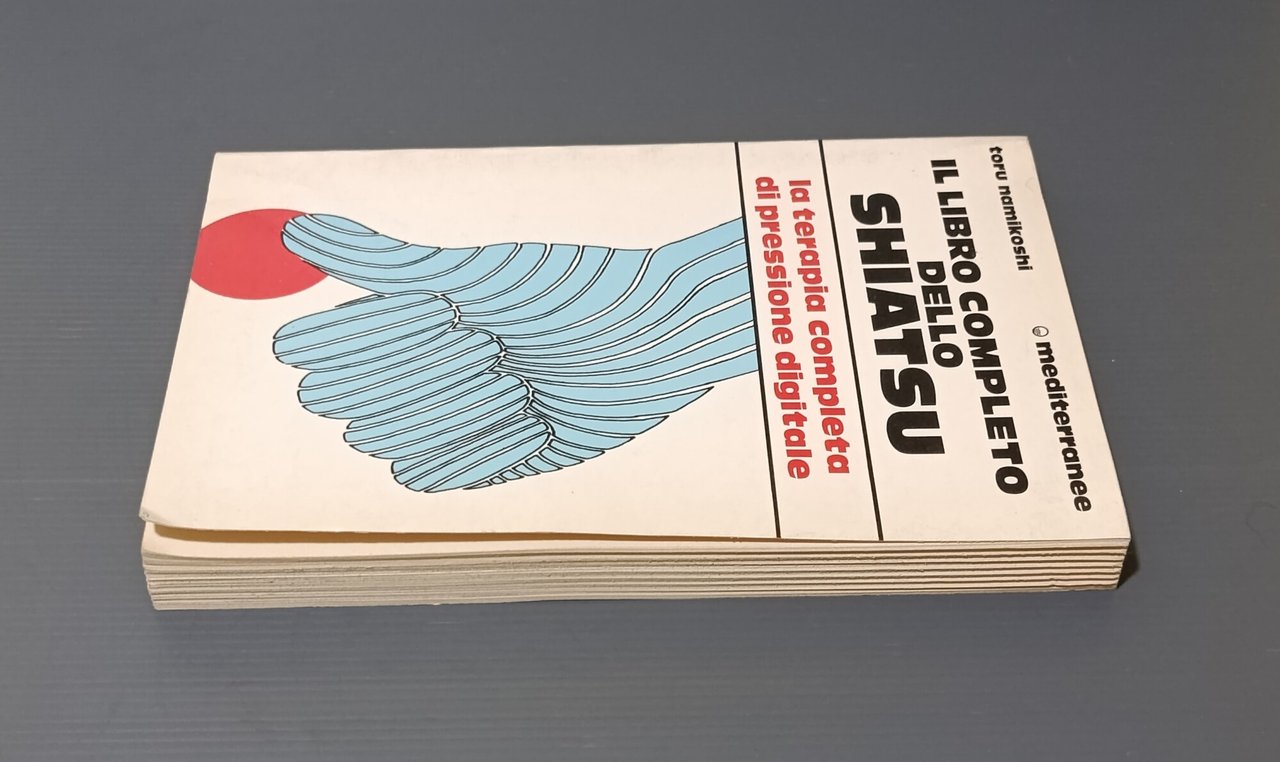 toru namikoshi
mediterranee
IL LIBRO COMPLETO
DELLO
SHIATSU
la terapia completa
di pressione digitale